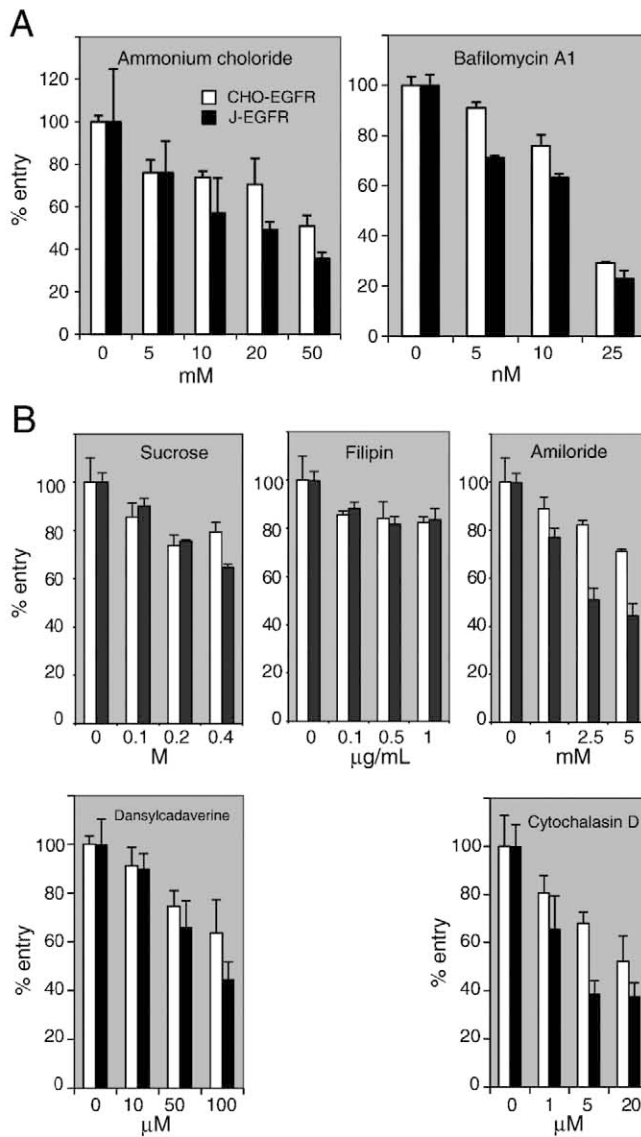 A
Ammonium choloride
CHO-EGFR
J-EGFR
% entry
120
100
80
60
40
20
0
0 5 10 20 50
mM
Bafilomycin A1
100
80
60
40
20
0
0 5 10 25
nM
B
Sucrose
% entry
100
80
60
40
20
0
0 0.1 0.2 0.4
M
Filipin
100
80
60
40
20
0
0 0.1 0.5 1
µg/mL
Amiloride
100
80
60
40
20
0
0 1 2.5 5
mM
Dansylcadaverine
% entry
100
80
60
40
20
0
0 10 50 100
µM
Cytochalasin D
% entry
100
80
60
40
20
0
0 1 5 20
µM